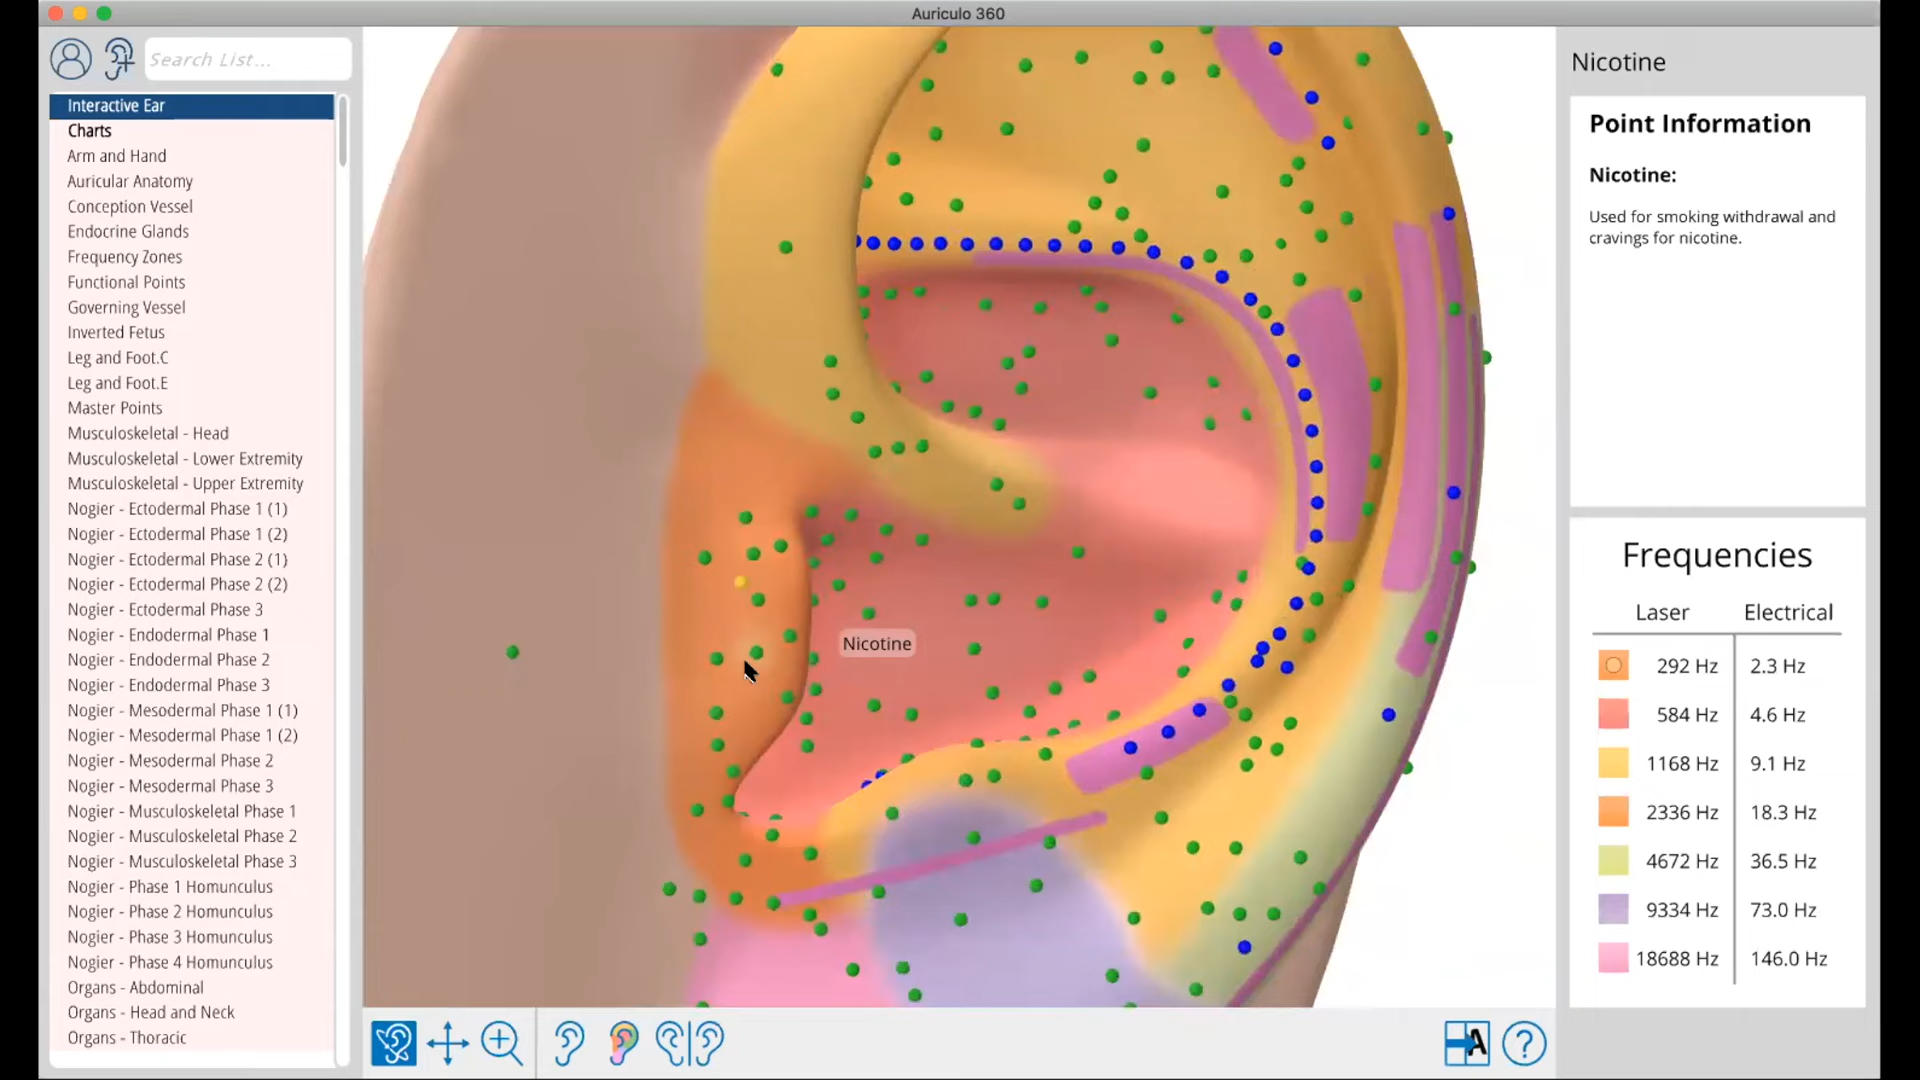 Auriculo 360
Search List...
Interactive Ear
Charts
Arm and Hand
Auricular Anatomy
Conception Vessel
Endocrine Glands
Frequency Zones
Functional Points
Governing Vessel
Inverted Fetus
Leg and Foot.C
Leg and Foot.E
Master Points
Musculoskeletal - Head
Musculoskeletal - Lower Extremity
Musculoskeletal - Upper Extremity
Nogier - Ectodermal Phase 1 (1)
Nogier - Ectodermal Phase 1 (2)
Nogier - Ectodermal Phase 2 (1)
Nogier - Ectodermal Phase 2 (2)
Nogier - Ectodermal Phase 3
Nogier - Endodermal Phase 1
Nogier - Endodermal Phase 2
Nogier - Endodermal Phase 3
Nogier - Mesodermal Phase 1 (1)
Nogier - Mesodermal Phase 1 (2)
Nogier - Mesodermal Phase 2
Nogier - Mesodermal Phase 3
Nogier - Musculoskeletal Phase 1
Nogier - Musculoskeletal Phase 2
Nogier - Musculoskeletal Phase 3
Nogier - Phase 1 Homunculus
Nogier - Phase 2 Homunculus
Nogier - Phase 3 Homunculus
Nogier - Phase 4 Homunculus
Organs - Abdominal
Organs - Head and Neck
Organs - Thoracic
Nicotine
A
?
Nicotine
Point Information
Nicotine:
Used for smoking withdrawal and
cravings for nicotine.
Frequencies
Laser Electrical
292 Hz 2.3 Hz
584 Hz 4.6 Hz
1168 Hz 9.1 Hz
2336 Hz 18.3 Hz
4672 Hz 36.5 Hz
9334 Hz 73.0 Hz
18688 Hz 146.0 Hz